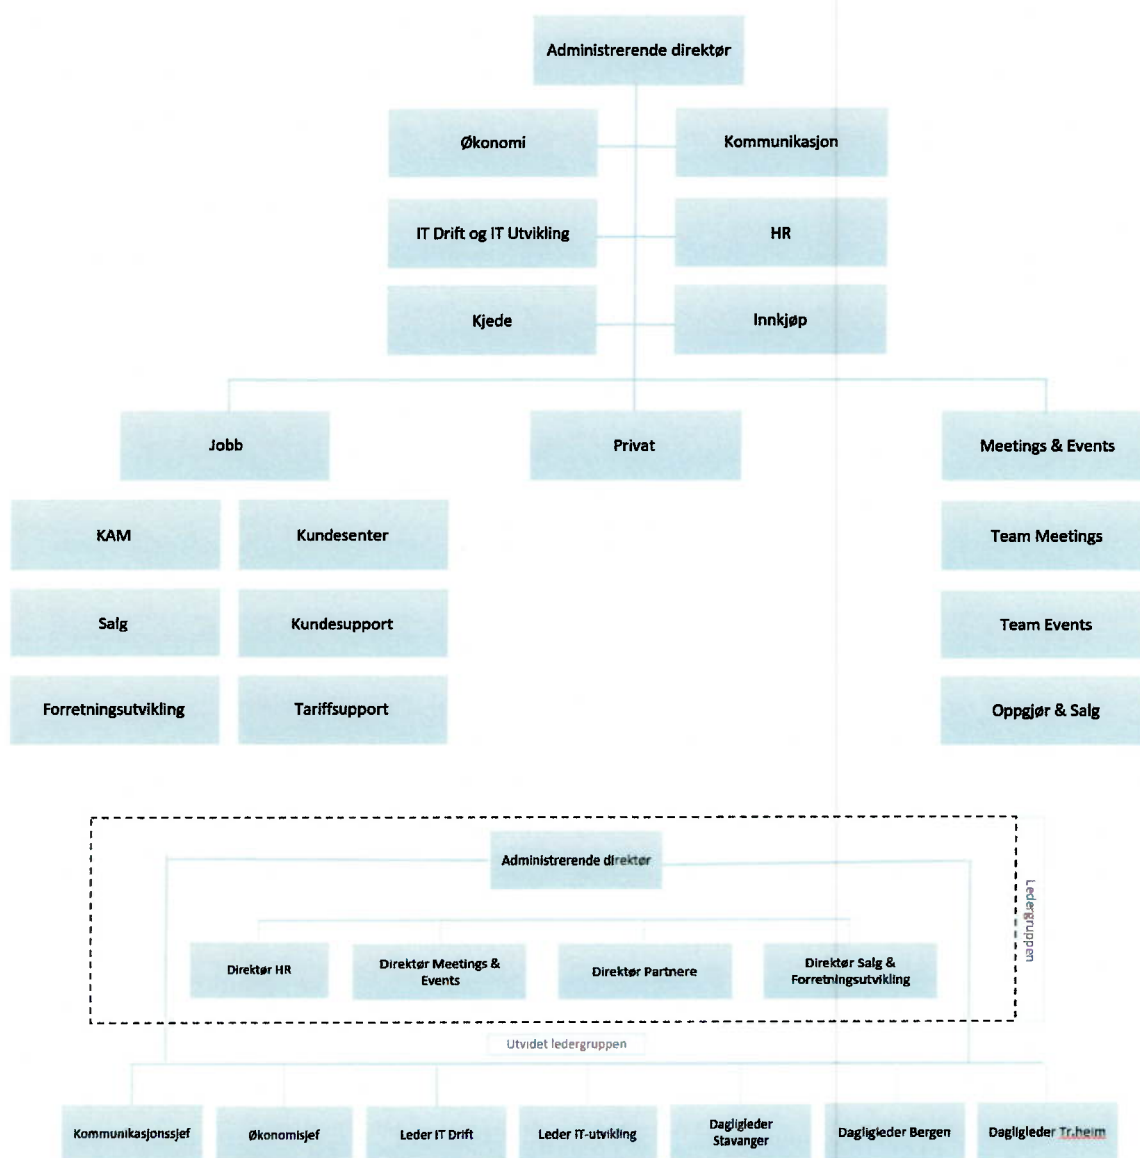 Administrerende direktør
Økonomi
Kommunikasjon
IT Drift og IT Utvikling
HR
Kjede
Innkjøp
Jobb
Privat
Meetings & Events
KAM
Kundesenter
Team Meetings
Salg
Kundesupport
Team Events
Forretningsutvikling
Tariffsupport
Oppgjør & Salg
Administrerende direktør
Ledergruppen
Direktør HR
Direktør Meetings &
Events
Direktør Partnere
Direktør Salg &
Forretningsutvikling
Utvidet ledergruppen
Kommunikasjonssjef
Økonomisjef
Leder IT Drift
Leder IT-utvikling
Dagligleder
Stavanger
Dagligleder Bergen
Dagligleder Tr.heim